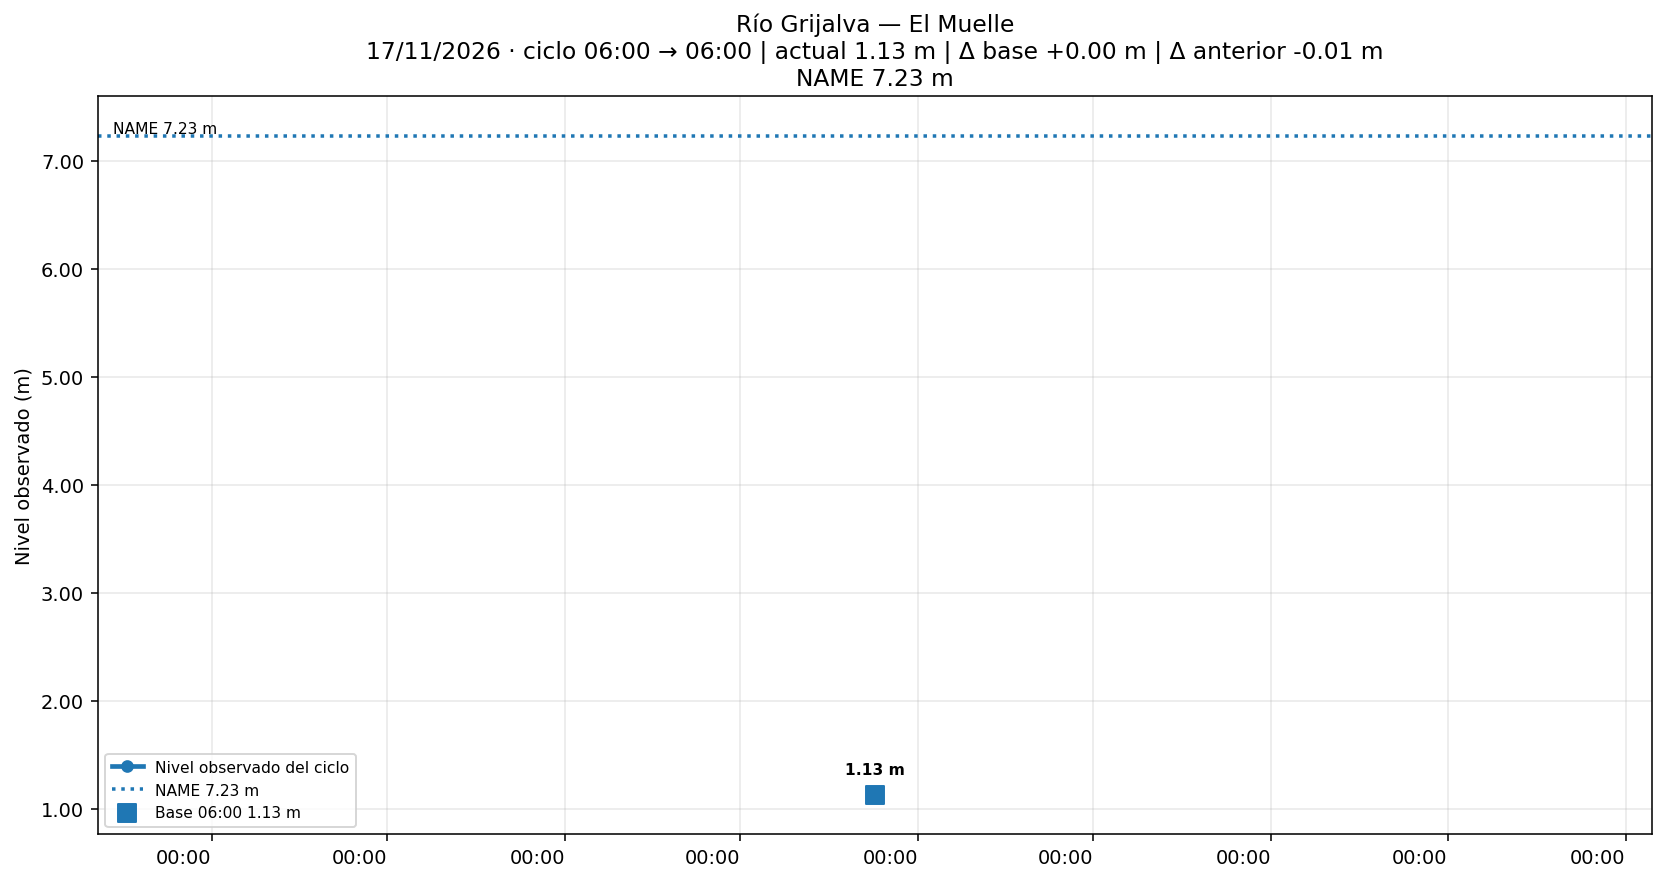 Río Grijalva — El Muelle
17/11/2026 · ciclo 06:00 → 06:00 | actual 1.13 m | Δ base +0.00 m | Δ anterior -0.01 m
NAME 7.23 m
NAME 7.23 m
7.00
6.00
5.00
4.00
3.00
2.00
1.00
Nivel observado (m)
1.13 m
Nivel observado del ciclo
NAME 7.23 m
Base 06:00 1.13 m
00:00 00:00 00:00 00:00 00:00 00:00 00:00 00:00 00:00